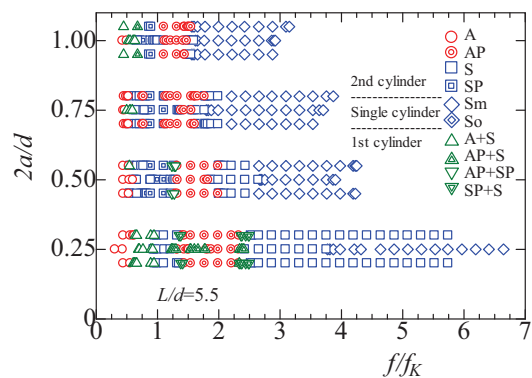 1.00
0.75
0.50
0.25
0
2a/d
0 1 2 3 4 5 6 7
f/f_K
L/d=5.5
2nd cylinder
Single cylinder
1st cylinder
A
AP
S
SP
Sm
So
A+S
AP+S
AP+SP
SP+S